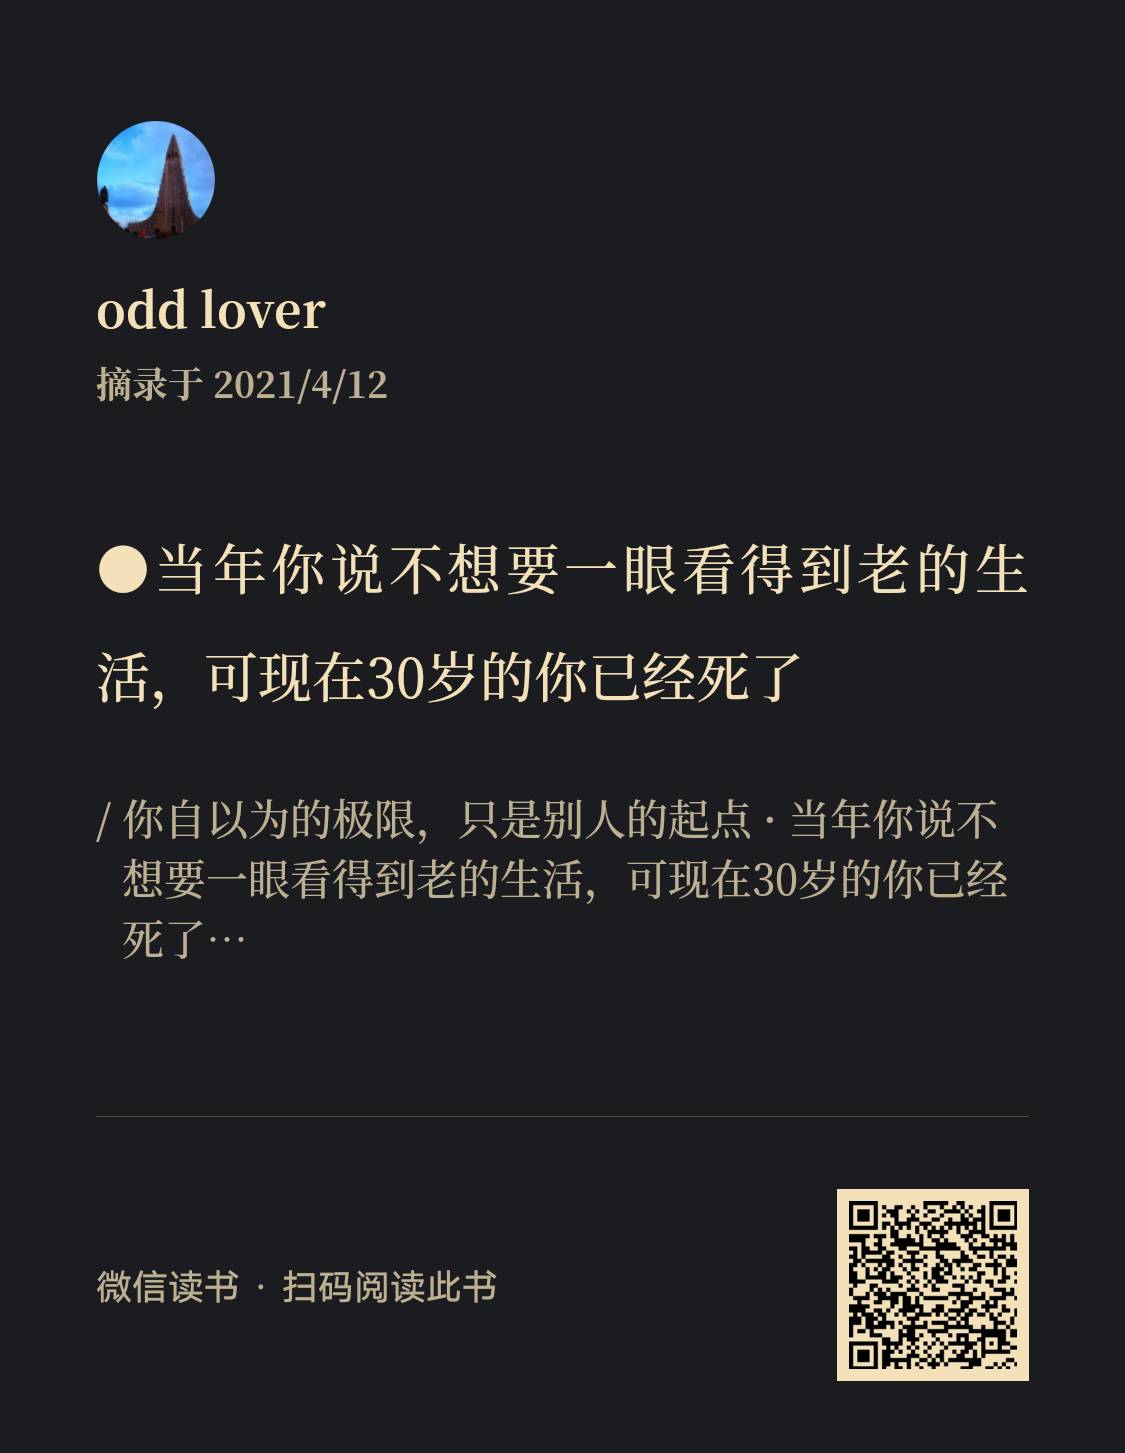 odd lover
摘录于 2021/4/12
●当年你说不想要一眼看得到老的生
活，可现在30岁的你已经死了
/ 你自以为的极限，只是别人的起点 · 当年你说不
想要一眼看得到老的生活，可现在30岁的你已经
死了…
微信读书 · 扫码阅读此书